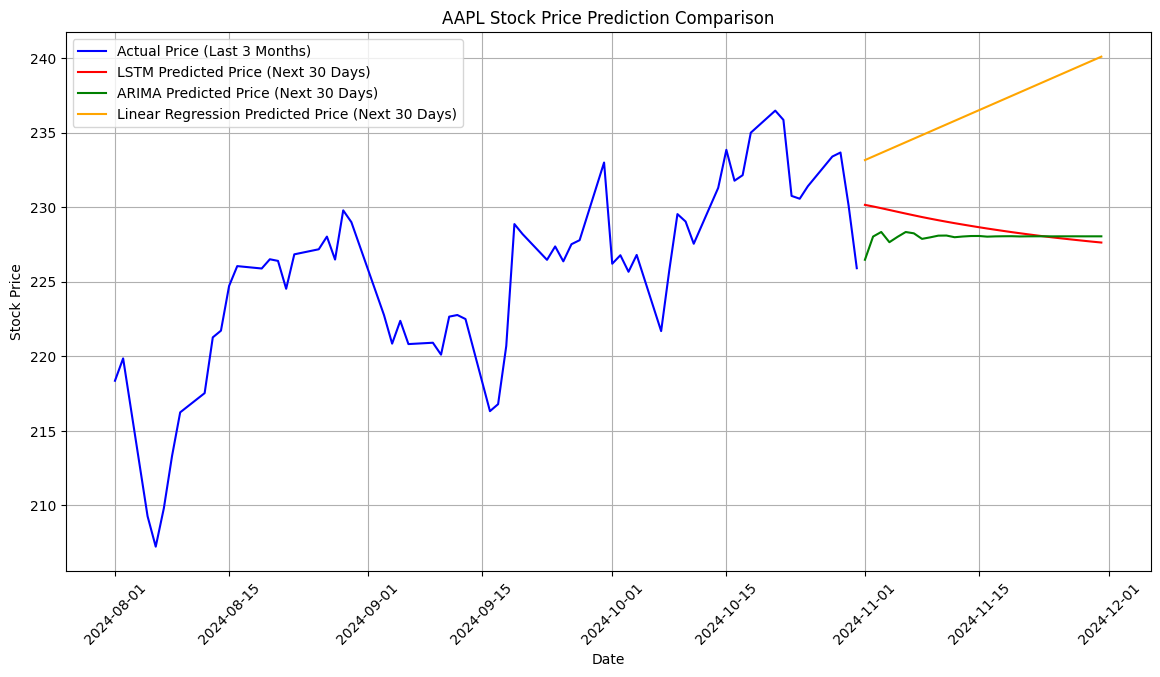 AAPL Stock Price Prediction Comparison
Actual Price (Last 3 Months)
LSTM Predicted Price (Next 30 Days)
ARIMA Predicted Price (Next 30 Days)
Linear Regression Predicted Price (Next 30 Days)
Stock Price
240
235
230
225
220
215
210
2024-08-01
2024-08-15
2024-09-01
2024-09-15
2024-10-01
2024-10-15
2024-11-01
2024-11-15
2024-12-01
Date